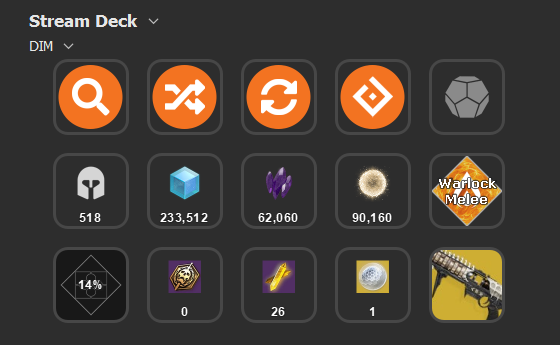 Stream Deck
DIM
518
233,512
62,060
90,160
Warlock
Melee
14%
0
26
1